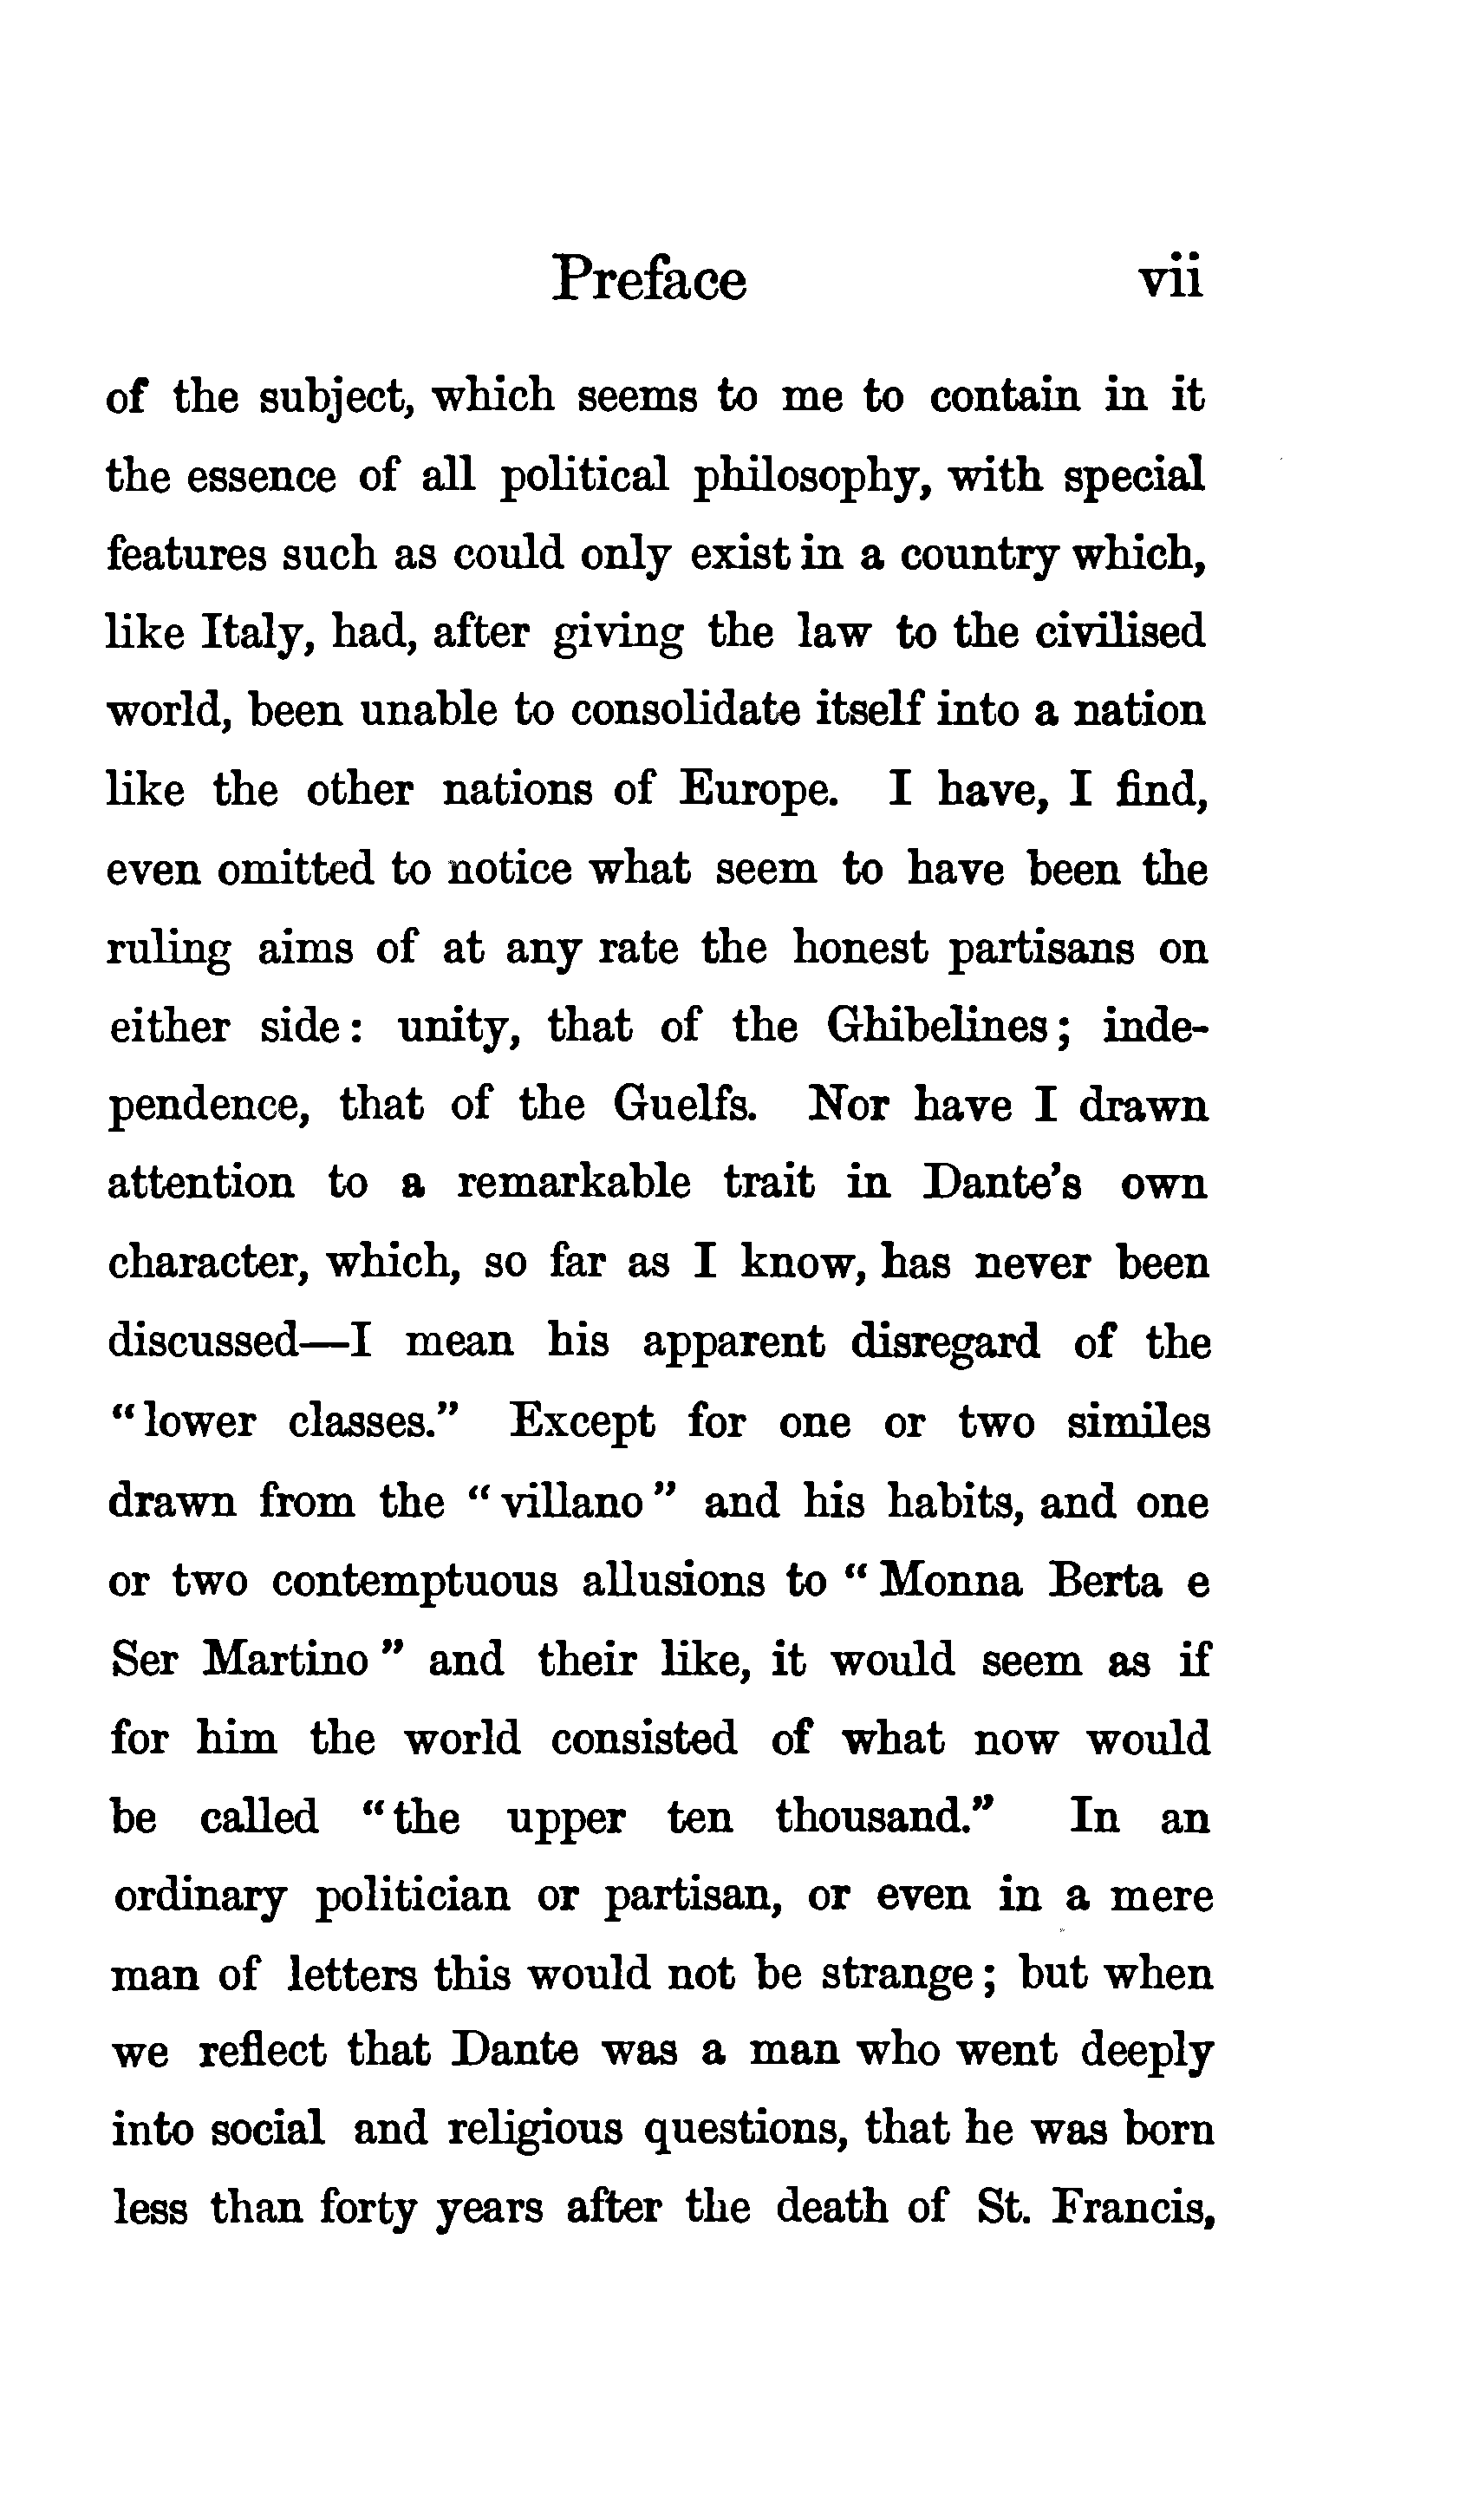 Preface vii
of the subject, which seems to me to contain in it
the essence of all political philosophy, with special
features such as could only exist in a country which,
like Italy, had, after giving the law to the civilised
world, been unable to consolidate itself into a nation
like the other nations of Europe. I have, I find,
even omitted to notice what seem to have been the
ruling aims of at any rate the honest partisans on
either side: unity, that of the Ghibelines; inde-
pendence, that of the Guelfs. Nor have I drawn
attention to a remarkable trait in Dante's own
character, which, so far as I know, has never been
discussed—I mean his apparent disregard of the
“lower classes.” Except for one or two similes
drawn from the “villano” and his habits, and one
or two contemptuous allusions to “Monna Berta e
Ser Martino” and their like, it would seem as if
for him the world consisted of what now would
be called “the upper ten thousand.” In an
ordinary politician or partisan, or even in a mere
man of letters this would not be strange; but when
we reflect that Dante was a man who went deeply
into social and religious questions, that he was born
less than forty years after the death of St. Francis,